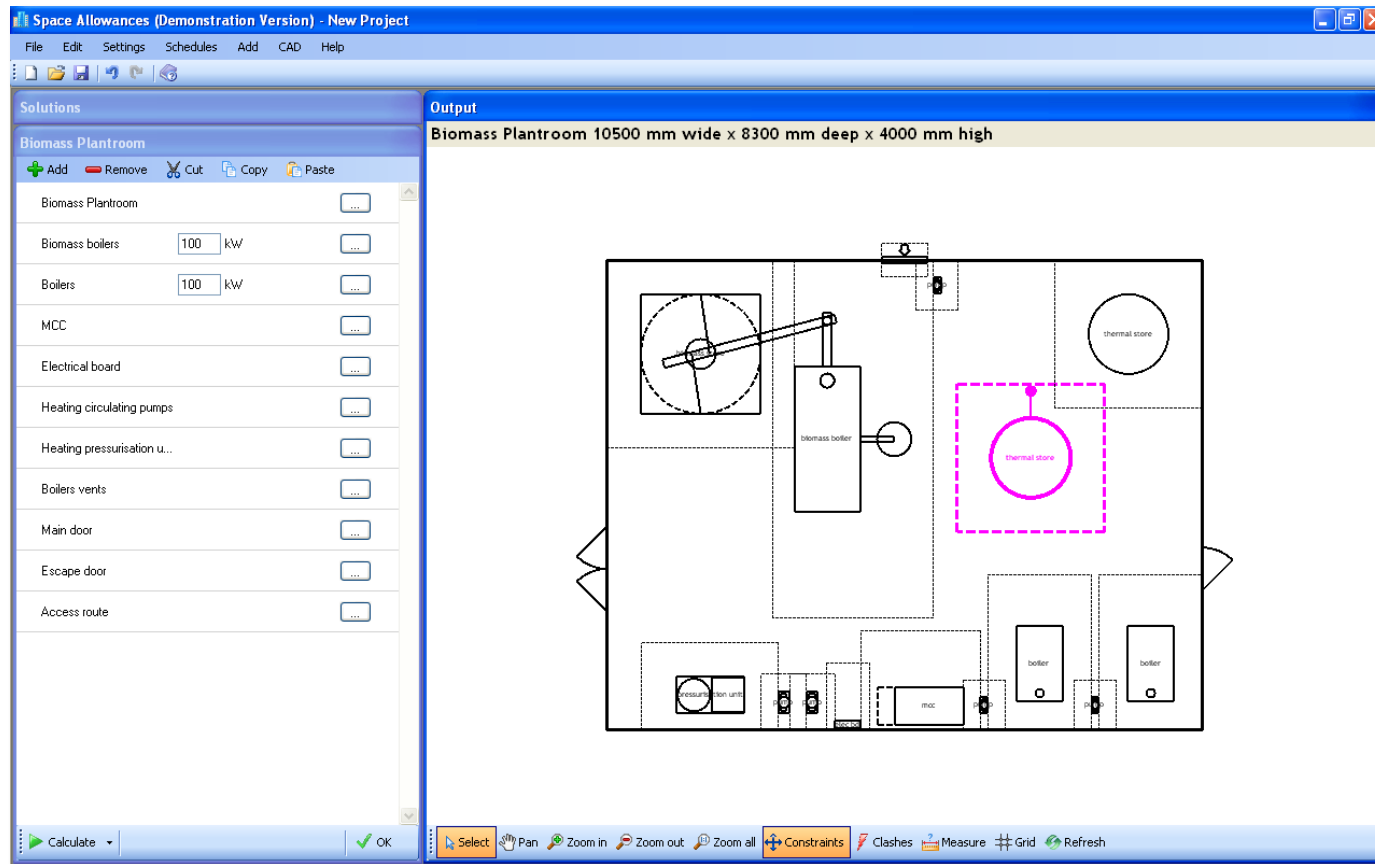 Space Allowances (Demonstration Version) - New Project
File Edit Settings Schedules Add CAD Help
Solutions
Biomass Plantroom
Add Remove Cut Copy Paste
Biomass Plantroom ...
Biomass boilers 100 kW ...
Boilers 100 kW ...
MCC ...
Electrical board ...
Heating circulating pumps ...
Heating pressurisation u... ...
Boilers vents ...
Main door ...
Escape door ...
Access route ...
Calculate OK
Output
Biomass Plantroom 10500 mm wide x 8300 mm deep x 4000 mm high
thermal store
biomass boiler
thermal store
boiler
boiler
pressurisation unit
mcc
Select Pan Zoom in Zoom out Zoom all Constraints Clashes Measure Grid Refresh